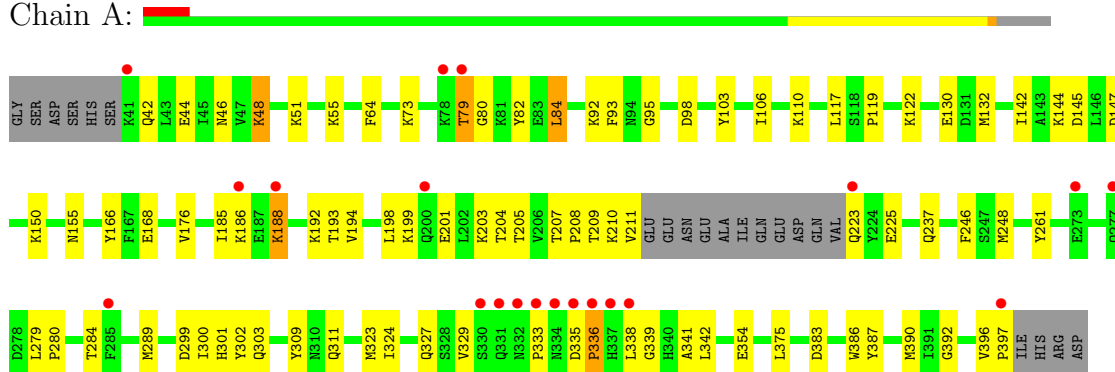 Chain A:
GLY SER ASP SER HIS SER K41 Q42 L43 E44 I45 N46 V47 K48 K51 K55 F64 K73 K78 T79 G80 K81 Y82 E83 L84 K92 F93 N94 G95 D98 Y103 I106 K110 L117 S118 P119 K122 E130 D131 M132 I142 A143 K144 D145 L146 D147
K150 N155 Y166 F167 E168 V176 I185 K186 E187 K188 K192 T193 V194 L198 K199 Q200 E201 L202 K203 T204 T205 V206 T207 P208 T209 K210 V211 GLU GLU ASN GLU ALA ILE GLN GLU ASP GLN VAL Q223 Y224 E225 Q237 F246 S247 M248 Y261 E273
D278 L279 P280 T284 F285 M289 D299 I300 H301 Y302 Q303 Y309 N310 Q311 M323 I324 Q327 S328 V329 S330 Q331 N332 P333 N334 D335 P336 H337 L338 G339 H340 A341 L342 E354 L375 D383 W386 Y387 M390 I391 G392 V396 P397 ILE HIS ARG ASP